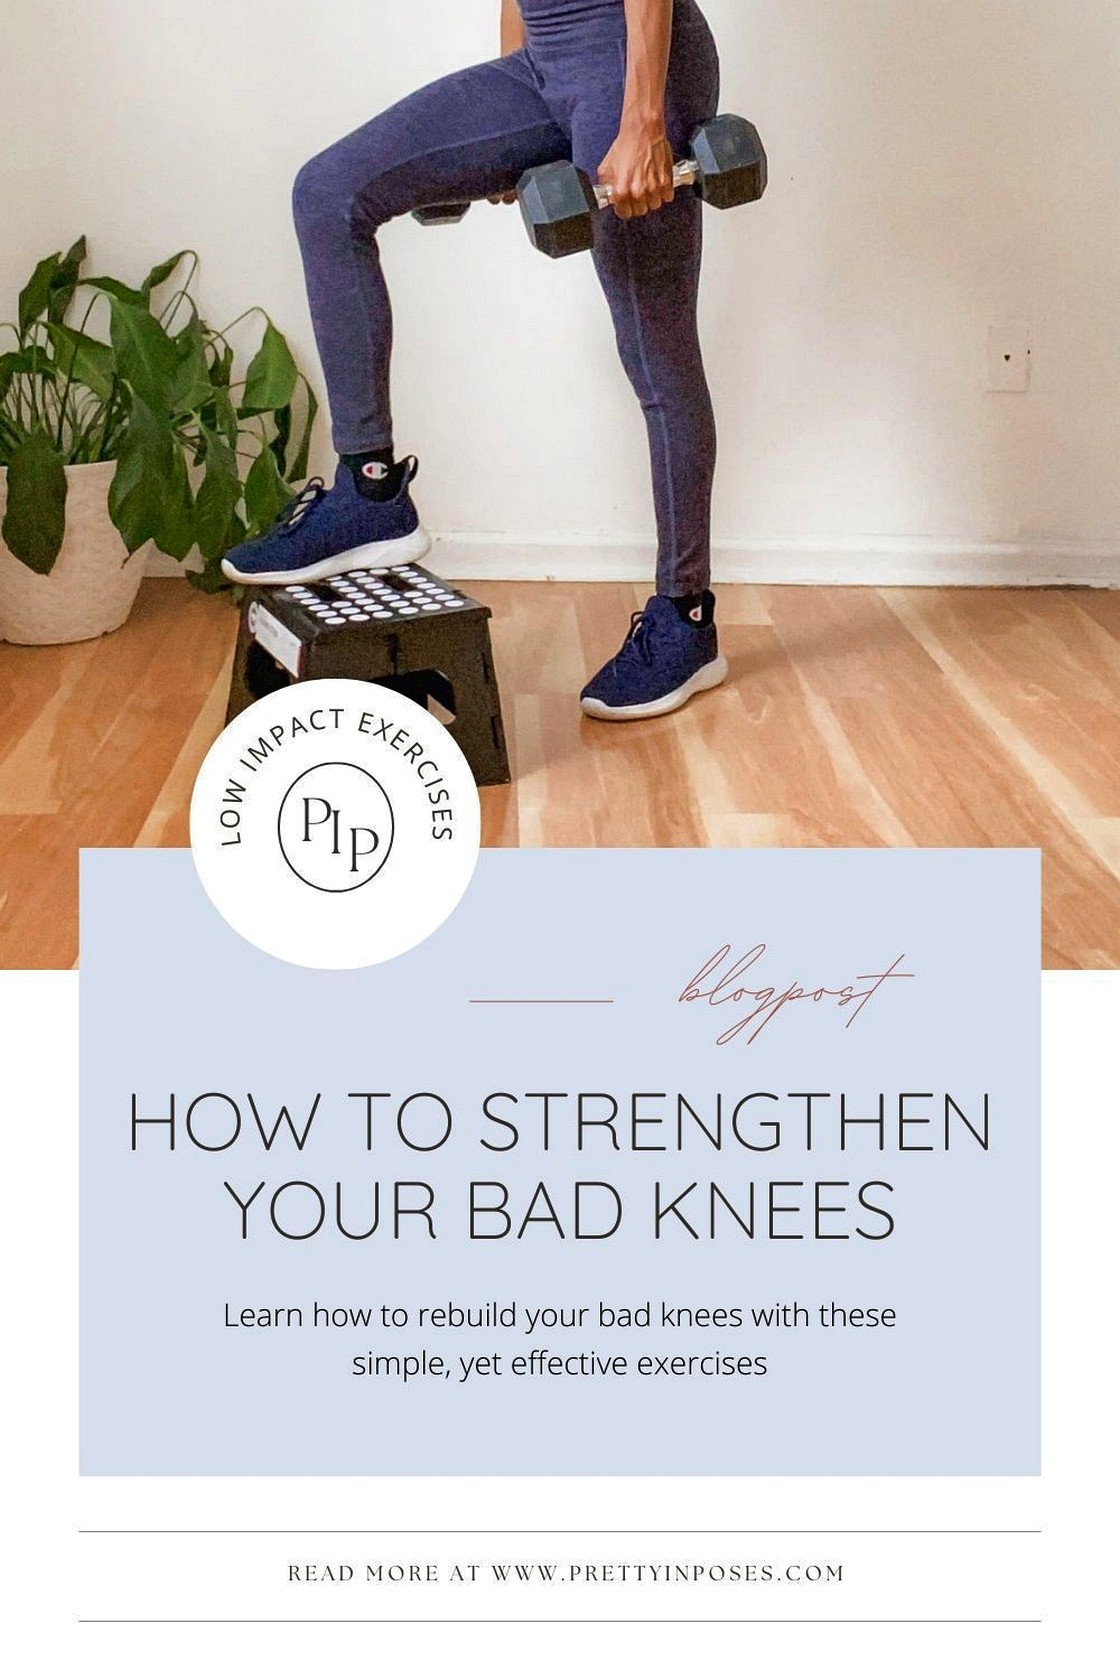 LOW IMPACT EXERCISES
PIP
blogpost
HOW TO STRENGTHEN
YOUR BAD KNEES
Learn how to rebuild your bad knees with these
simple, yet effective exercises
READ MORE AT WWW.PRETTYINPOSES.COM